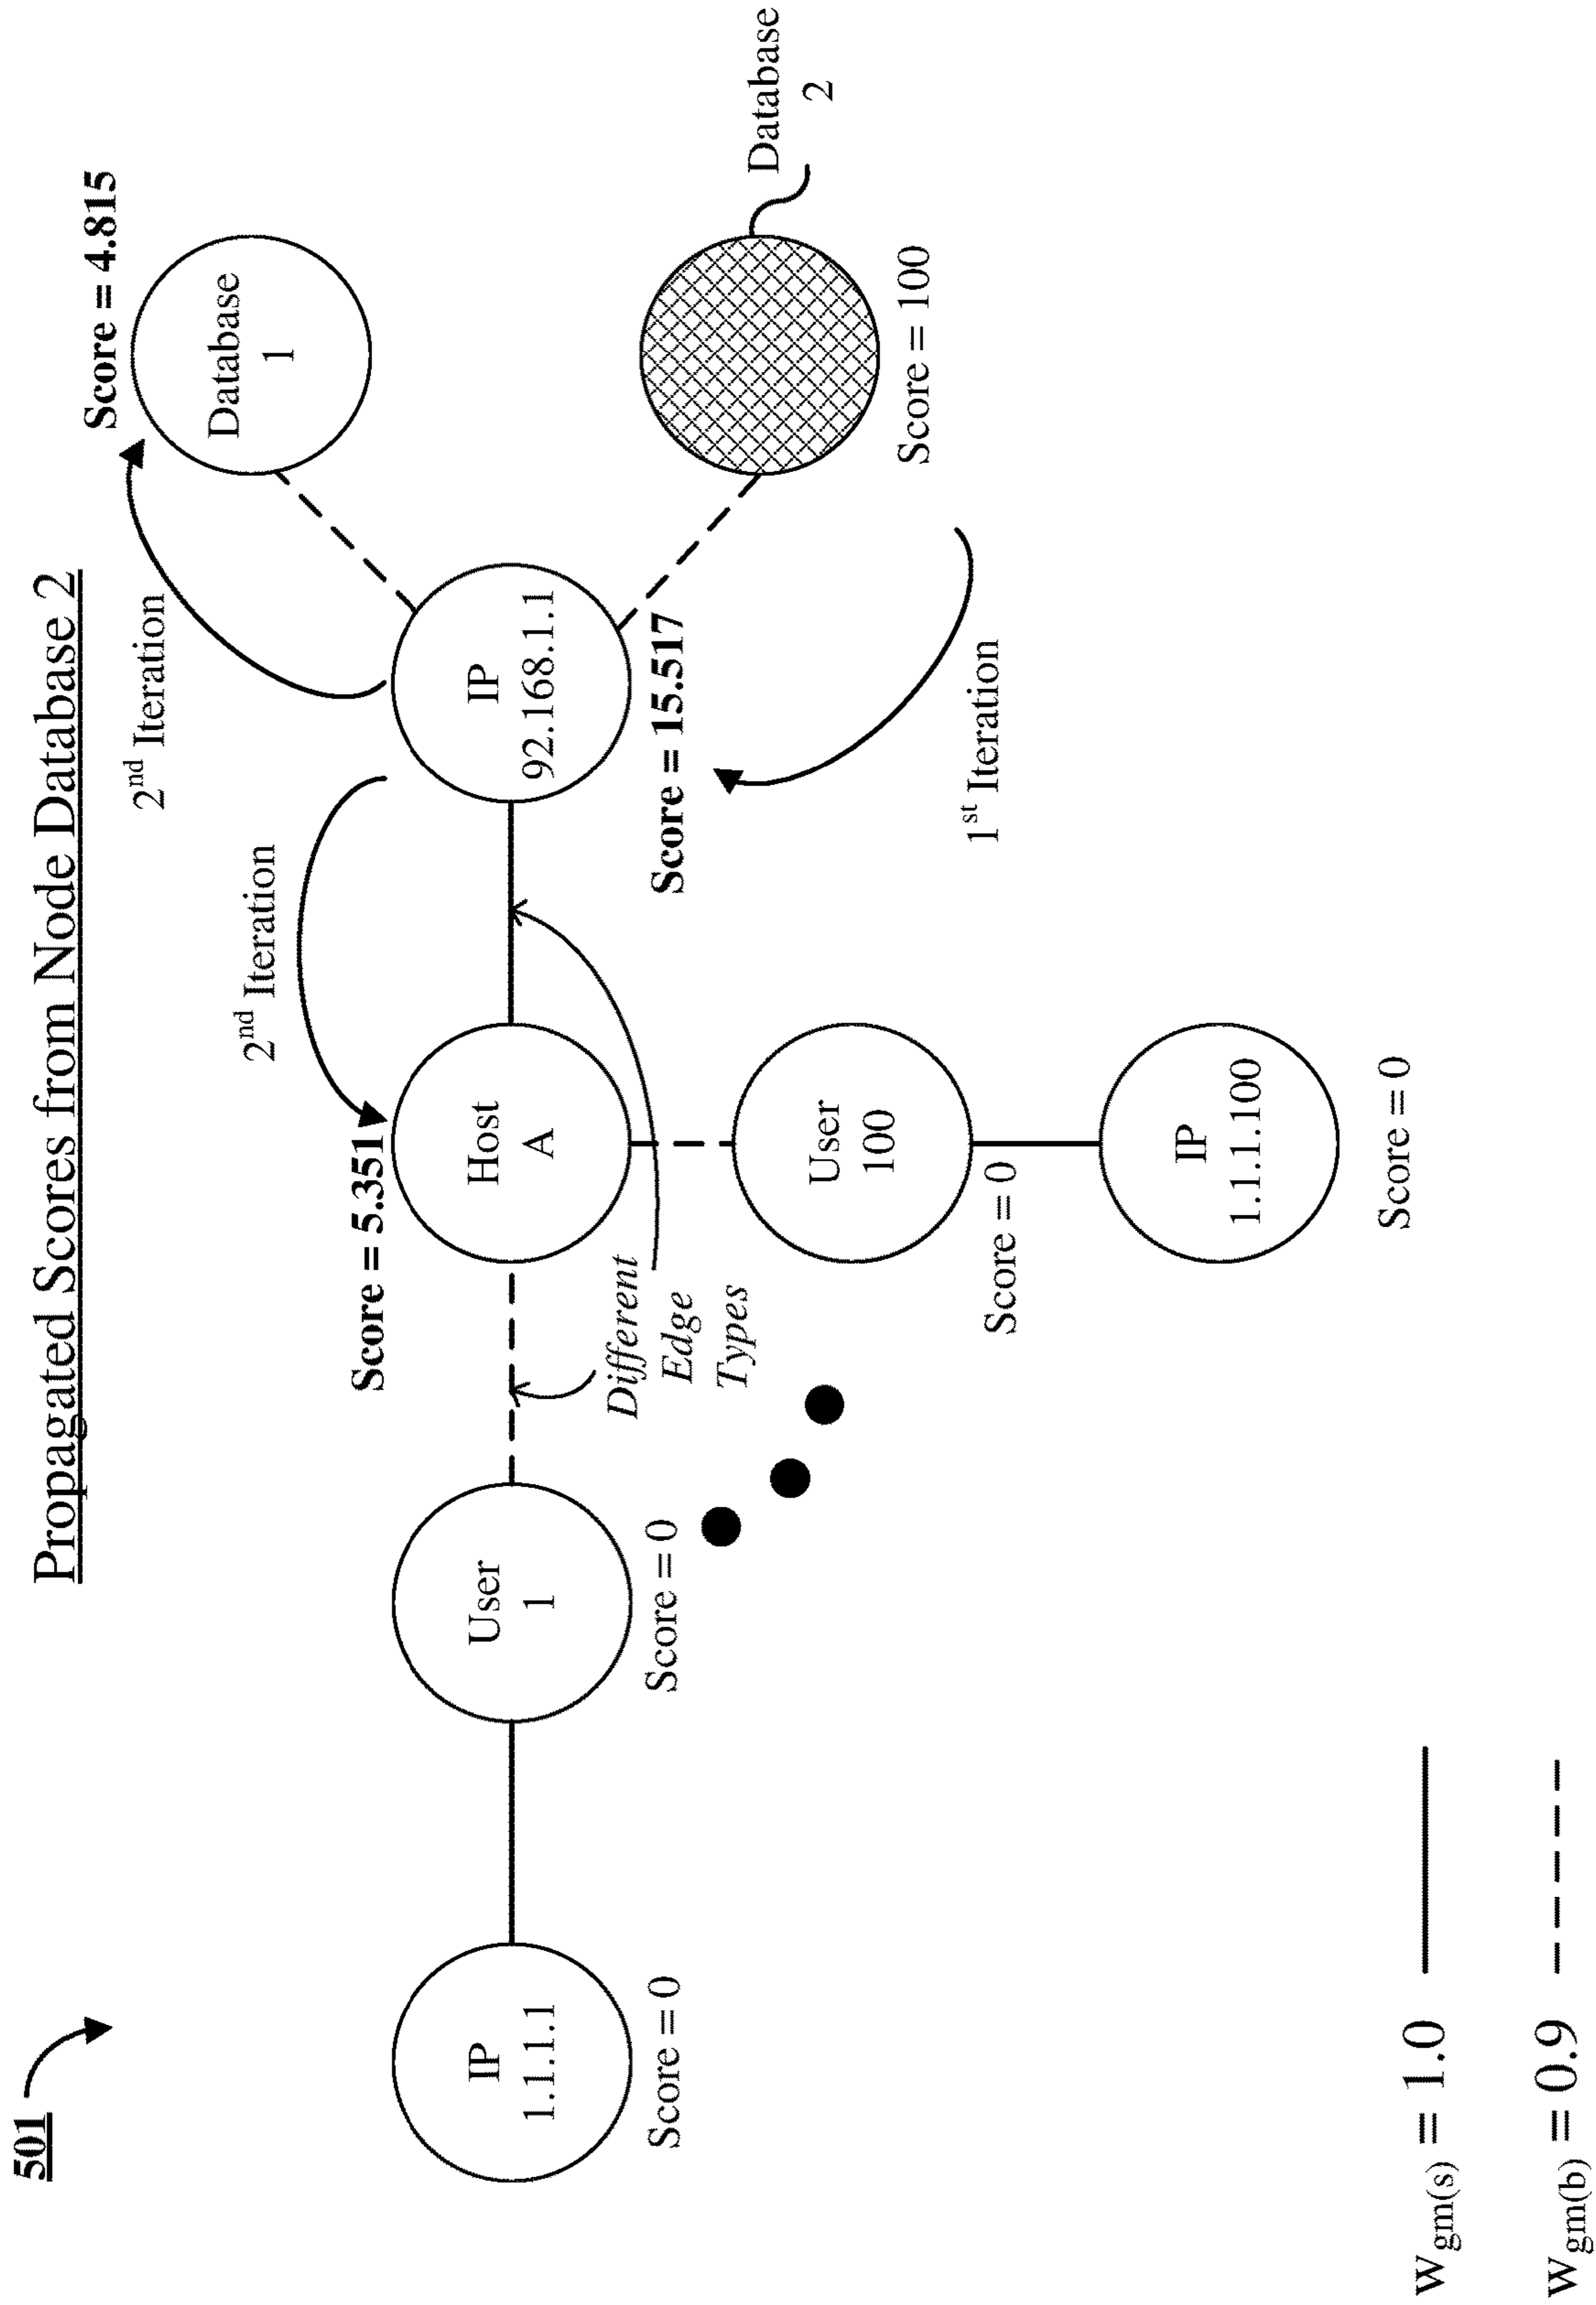 501
Propagated Scores from Node Database 2
Score = 4.815
2nd Iteration
Database
1
2nd Iteration
Score = 5.351
IP
1.1.1.1
User
1
Host
A
IP
92.168.1.1
Score = 0
Score = 0
Different
Edge
Types
Score = 15.517
Database
2
User
100
Score = 100
1st Iteration
Score = 0
IP
1.1.1.100
Score = 0
wgm(s) = 1.0
wgm(b) = 0.9